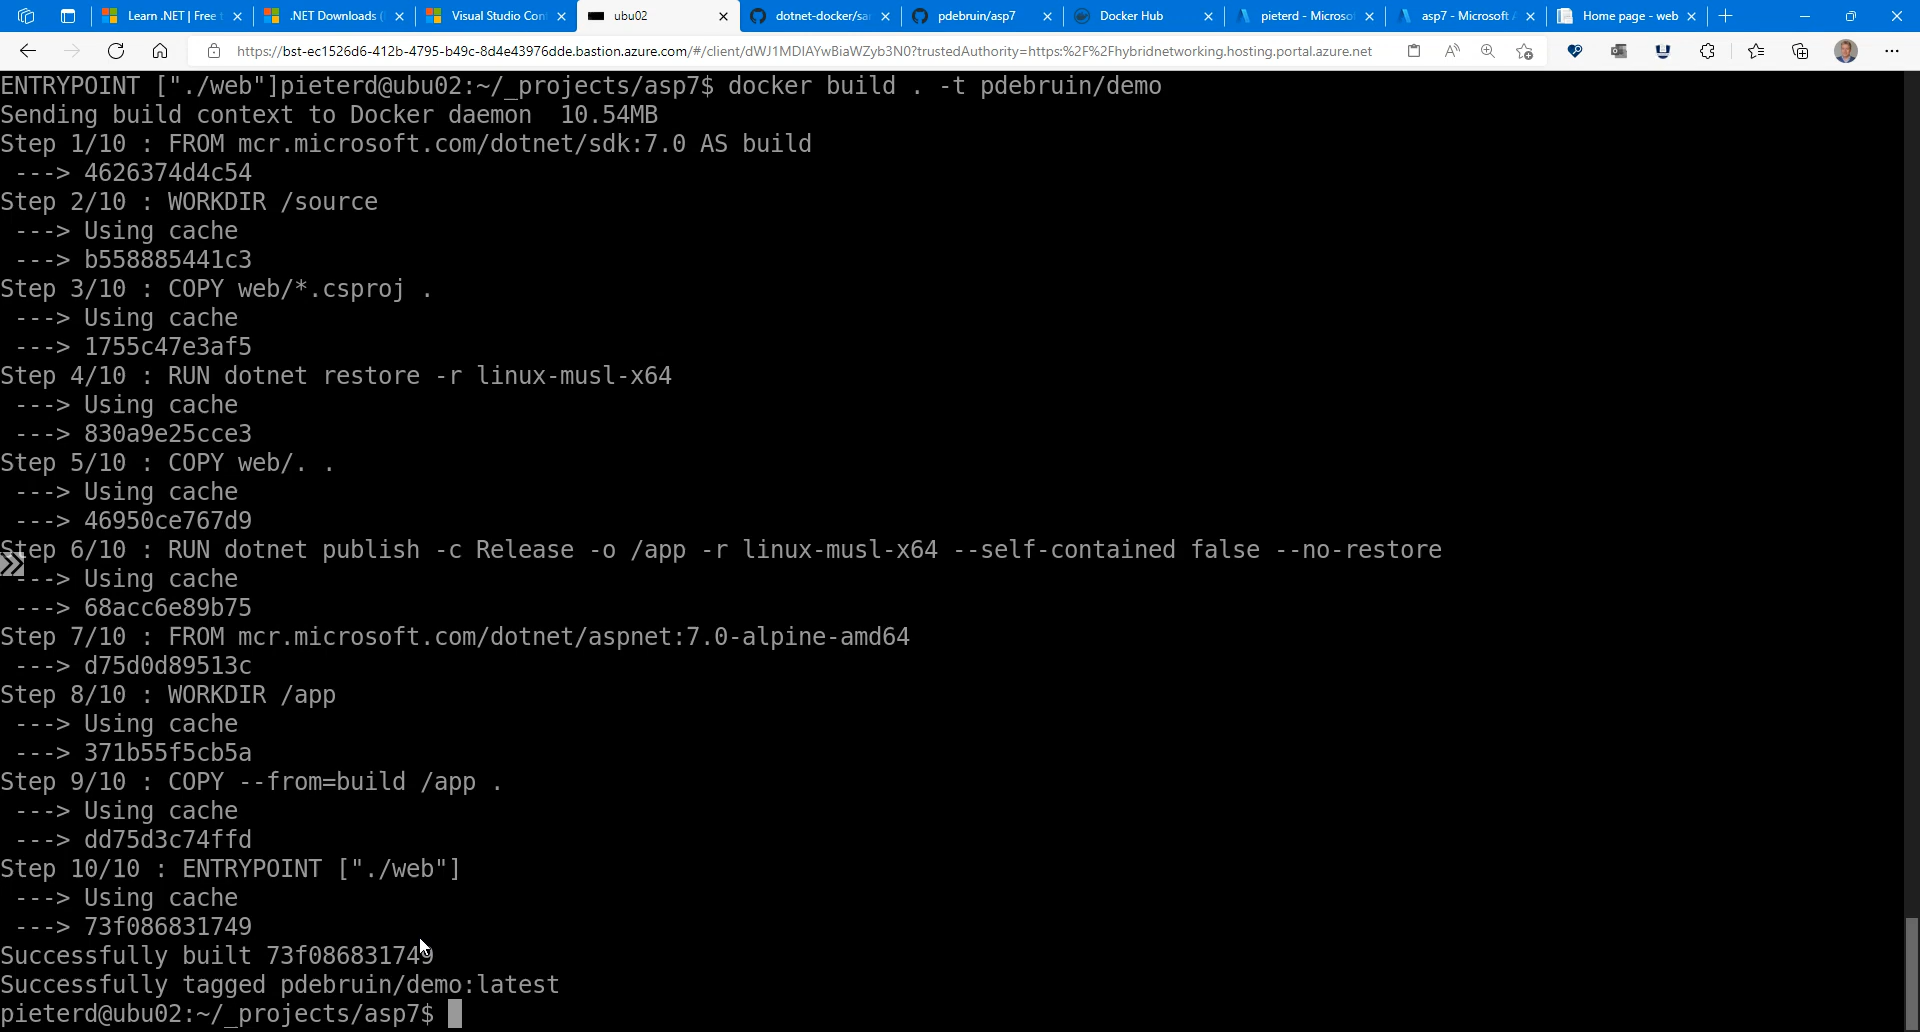 Learn .NET | Free
.NET Downloads (
Visual Studio Co
ubu02
dotnet-docker/sa
pdebruin/asp7
Docker Hub
pieterd - Microso
asp7 - Microsoft
Home page - web
https://bst-ec1526d6-412b-4795-b49c-8d4e43976dde.bastion.azure.com/#/client/dWJ1MDIAYwBiaWZyb3N0?trustedAuthority=https:%2F%2Fhybridnetworking.hosting.portal.azure.net
ENTRYPOINT ["./web"]pieterd@ubu02:~/_projects/asp7$ docker build . -t pdebruin/demo
Sending build context to Docker daemon  10.54MB
Step 1/10 : FROM mcr.microsoft.com/dotnet/sdk:7.0 AS build
 ---> 4626374d4c54
Step 2/10 : WORKDIR /source
 ---> Using cache
 ---> b558885441c3
Step 3/10 : COPY web/*.csproj .
 ---> Using cache
 ---> 1755c47e3af5
Step 4/10 : RUN dotnet restore -r linux-musl-x64
 ---> Using cache
 ---> 830a9e25cce3
Step 5/10 : COPY web/. .
 ---> Using cache
 ---> 46950ce767d9
Step 6/10 : RUN dotnet publish -c Release -o /app -r linux-musl-x64 --self-contained false --no-restore
 ---> Using cache
 ---> 68acc6e89b75
Step 7/10 : FROM mcr.microsoft.com/dotnet/aspnet:7.0-alpine-amd64
 ---> d75d0d89513c
Step 8/10 : WORKDIR /app
 ---> Using cache
 ---> 371b55f5cb5a
Step 9/10 : COPY --from=build /app .
 ---> Using cache
 ---> dd75d3c74ffd
Step 10/10 : ENTRYPOINT ["./web"]
 ---> Using cache
 ---> 73f086831749
Successfully built 73f086831749
Successfully tagged pdebruin/demo:latest
pieterd@ubu02:~/_projects/asp7$